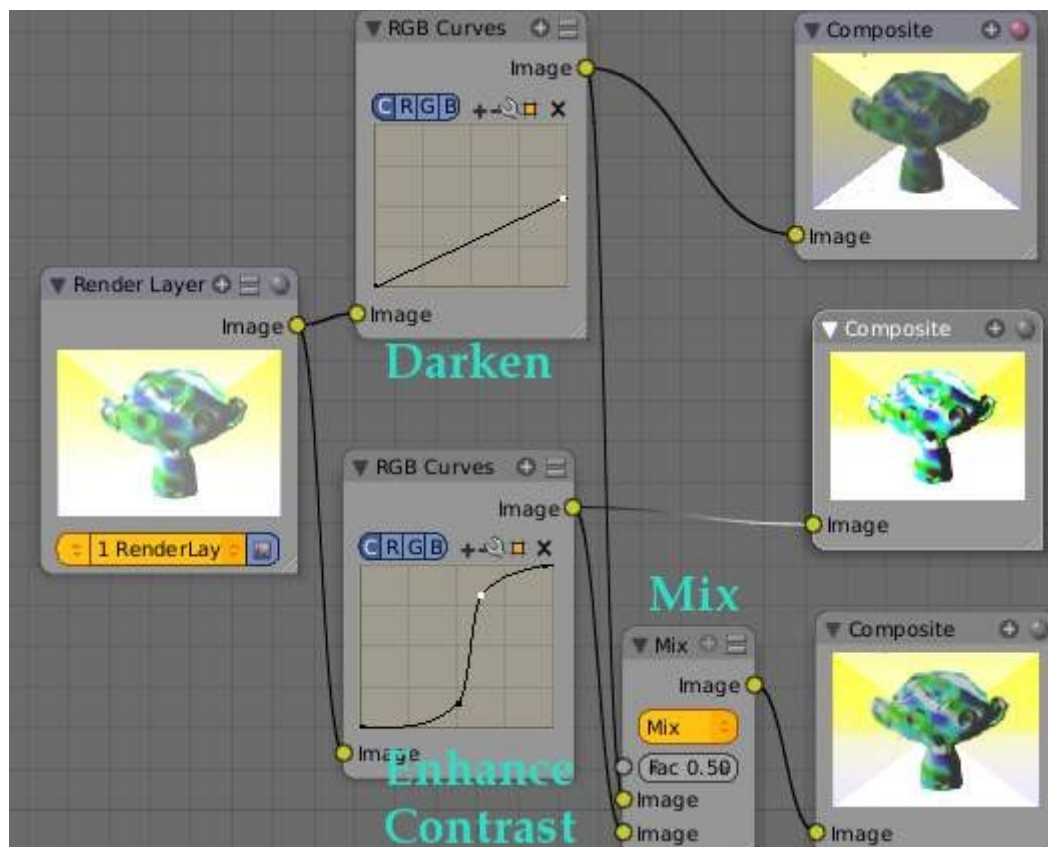 RGB Curves
Image
C R G B
Image
Darken
Composite
Image
Render Layer
Image
1 RenderLay
Composite
Image
RGB Curves
Image
C R G B
Image
Enhance
Contrast
Mix
Mix
Image
Mix
Fac 0.50
Image
Image
Composite
Image